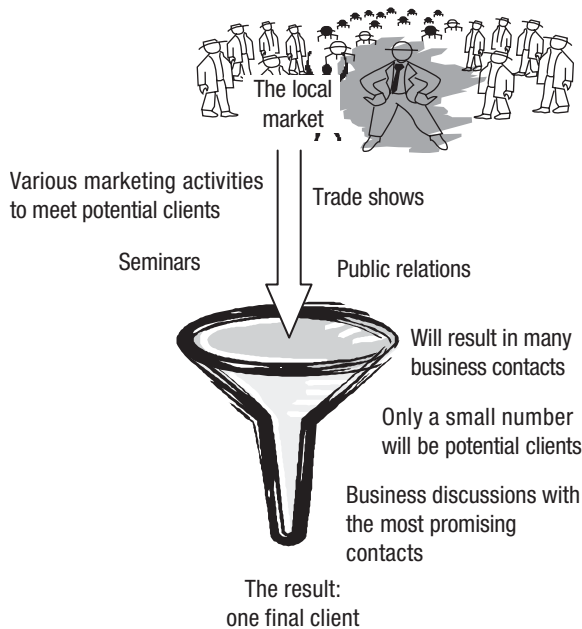 The local
market
Various marketing activities
to meet potential clients
Trade shows
Seminars
Public relations
Will result in many
business contacts
Only a small number
will be potential clients
Business discussions with
the most promising
contacts
The result:
one final client